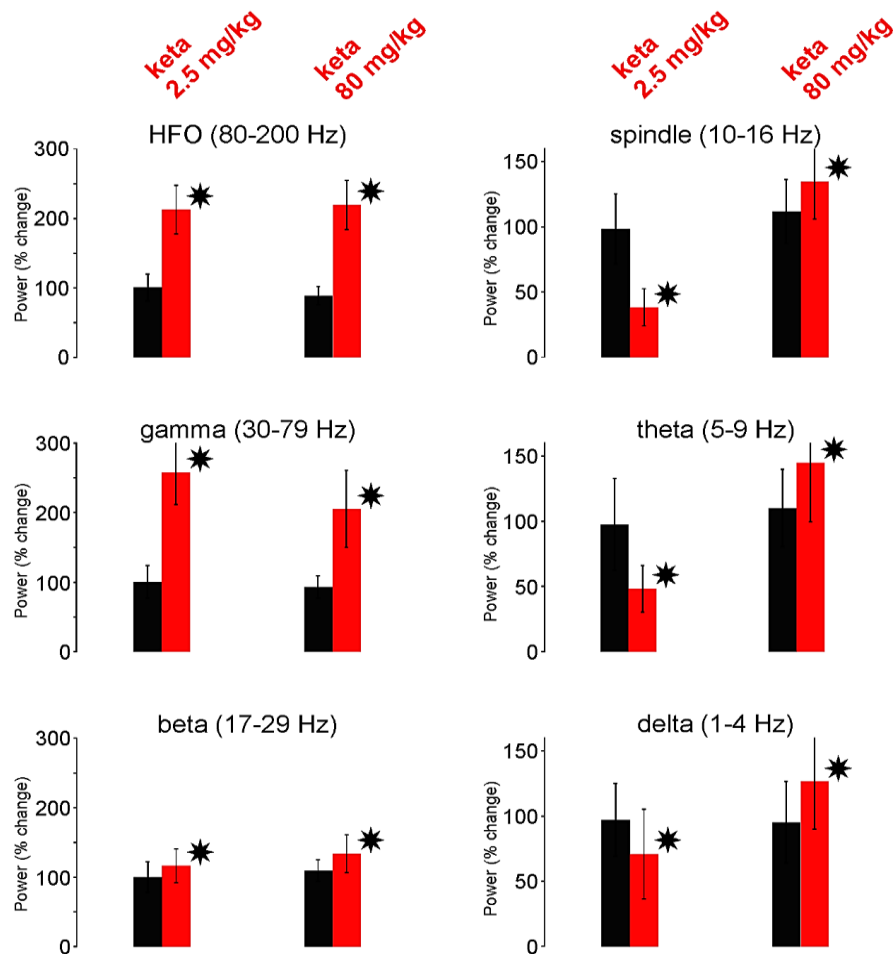 keta
2.5 mg/kg
keta
80 mg/kg
keta
2.5 mg/kg
keta
80 mg/kg
HFO (80-200 Hz)
Power (% change)
300
200
100
0
spindle (10-16 Hz)
Power (% change)
150
100
50
0
gamma (30-79 Hz)
Power (% change)
300
200
100
0
theta (5-9 Hz)
Power (% change)
150
100
50
0
beta (17-29 Hz)
Power (% change)
300
200
100
0
delta (1-4 Hz)
Power (% change)
150
100
50
0